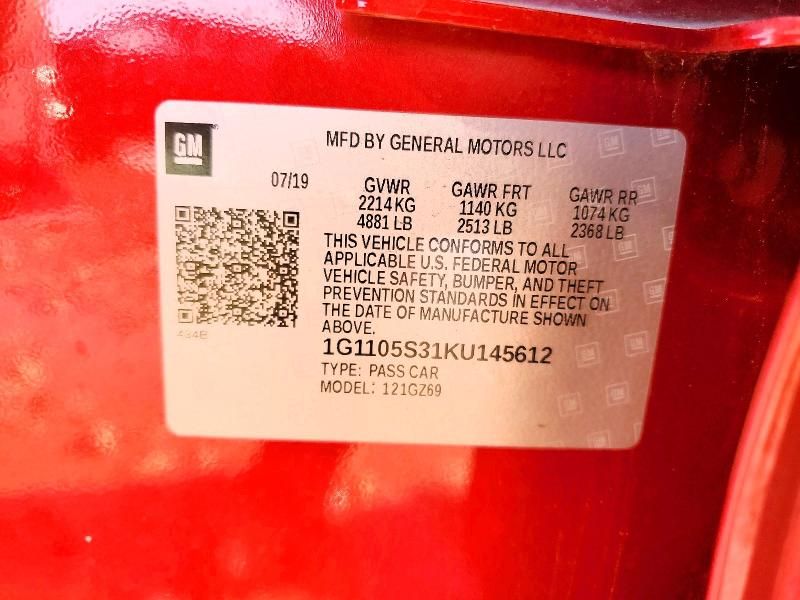 GM
MFD BY GENERAL MOTORS LLC
07/19 GVWR GAWR FRT GAWR RR
2214 KG 1140 KG 1074 KG
4881 LB 2513 LB 2368 LB
THIS VEHICLE CONFORMS TO ALL
APPLICABLE U.S. FEDERAL MOTOR
VEHICLE SAFETY, BUMPER, AND THEFT
PREVENTION STANDARDS IN EFFECT ON
THE DATE OF MANUFACTURE SHOWN
ABOVE.
434B
1G1105S31KU145612
TYPE: PASS CAR
MODEL: 121GZ69